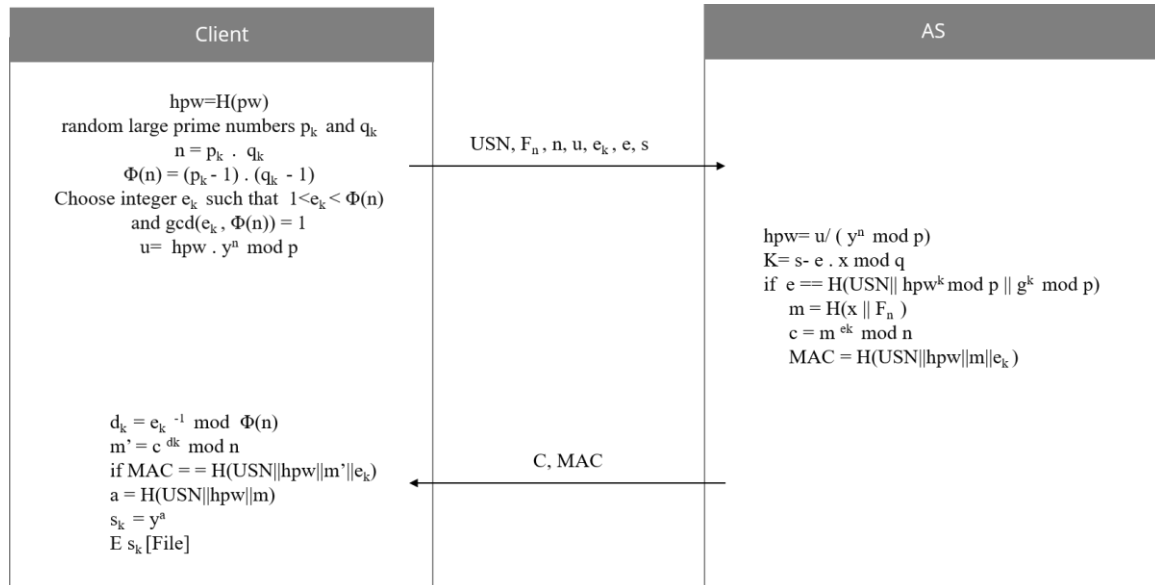 Client
AS
hpw=H(pw)
random large prime numbers pₖ and qₖ
n = pₖ . qₖ
Φ(n) = (pₖ - 1) . (qₖ - 1)
Choose integer eₖ such that 1<eₖ< Φ(n)
and gcd(eₖ, Φ(n)) = 1
u= hpw . yⁿ mod p
USN, Fₙ, n, u, eₖ, e, s
hpw= u/ ( yⁿ mod p)
K= s- e . x mod q
if e == H(USN|| hpwᵏ mod p || gᵏ mod p)
m = H(x || Fₙ )
c = m ᵉᵏ mod n
MAC = H(USN||hpw||m||eₖ)
dₖ = eₖ ⁻¹ mod Φ(n)
m’ = c ᵈᵏ mod n
if MAC = = H(USN||hpw||m’||eₖ)
a = H(USN||hpw||m)
sₖ = yᵃ
E sₖ [File]
C, MAC